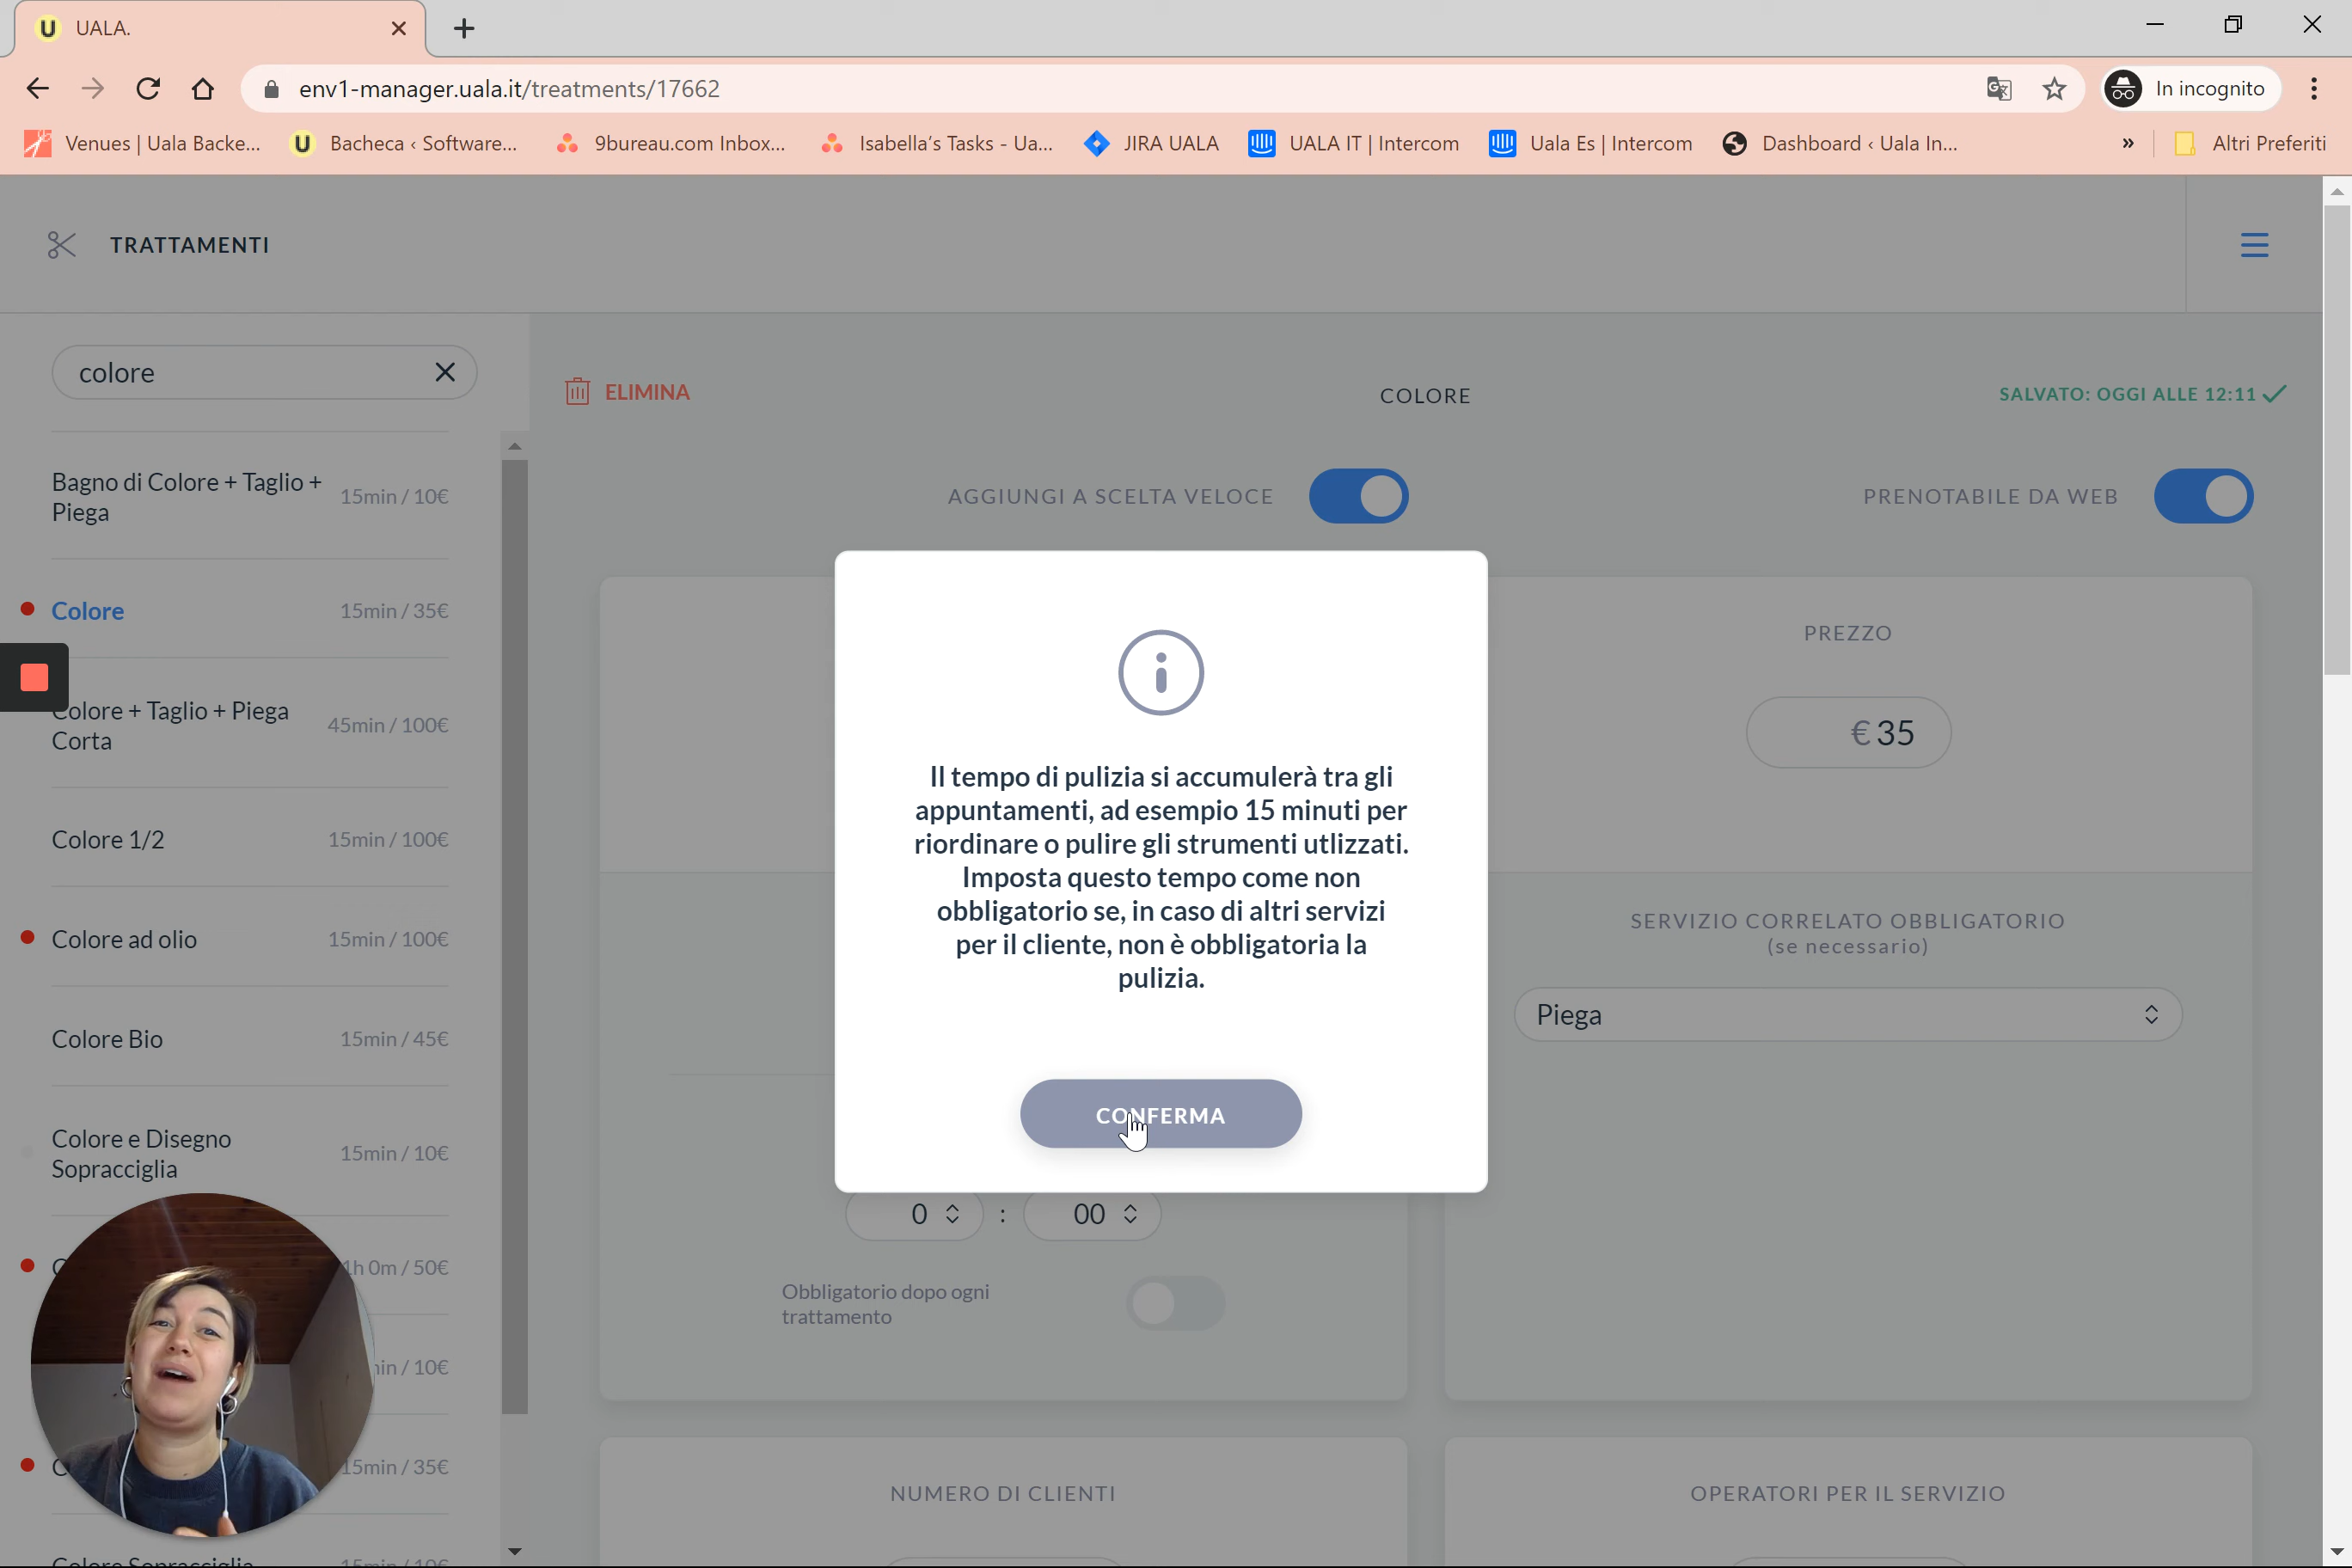 UALA.
env1-manager.uala.it/treatments/17662
In incognito
Venues | Uala Backe...
Bacheca ‹ Software...
9bureau.com Inbox...
Isabella's Tasks - Ua...
JIRA UALA
UALA IT | Intercom
Uala Es | Intercom
Dashboard ‹ Uala In...
»
Altri Preferiti
TRATTAMENTI
colore
ELIMINA
COLORE
SALVATO: OGGI ALLE 12:11
AGGIUNGI A SCELTA VELOCE
PRENOTABILE DA WEB
Bagno di Colore + Taglio +
Piega
15min / 10€
Colore
15min / 35€
Colore + Taglio + Piega
Corta
45min / 100€
Colore 1/2
15min / 100€
Colore ad olio
15min / 100€
Colore Bio
15min / 45€
Colore e Disegno
Sopracciglia
15min / 10€
1h 0m / 50€
/ 10€
15min / 35€
Colore Sopracciglia
15min / 10€
PREZZO
€ 35
Il tempo di pulizia si accumulerà tra gli
appuntamenti, ad esempio 15 minuti per
riordinare o pulire gli strumenti utlizzati.
Imposta questo tempo come non
obbligatorio se, in caso di altri servizi
per il cliente, non è obbligatoria la
pulizia.
CONFERMA
SERVIZIO CORRELATO OBBLIGATORIO
(se necessario)
Piega
0 : 00
Obbligatorio dopo ogni
trattamento
NUMERO DI CLIENTI
OPERATORI PER IL SERVIZIO